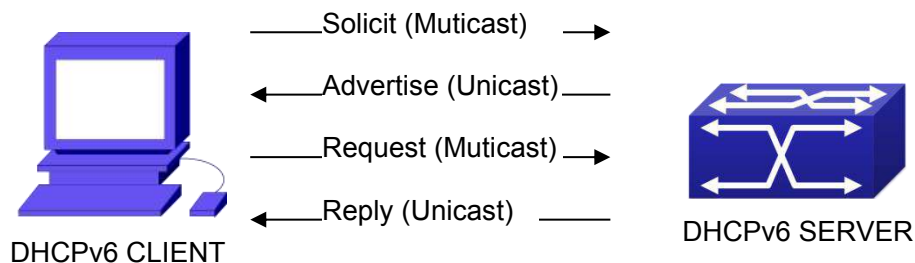 Solicit (Muticast)
Advertise (Unicast)
Request (Muticast)
Reply (Unicast)
DHCPv6 CLIENT
DHCPv6 SERVER